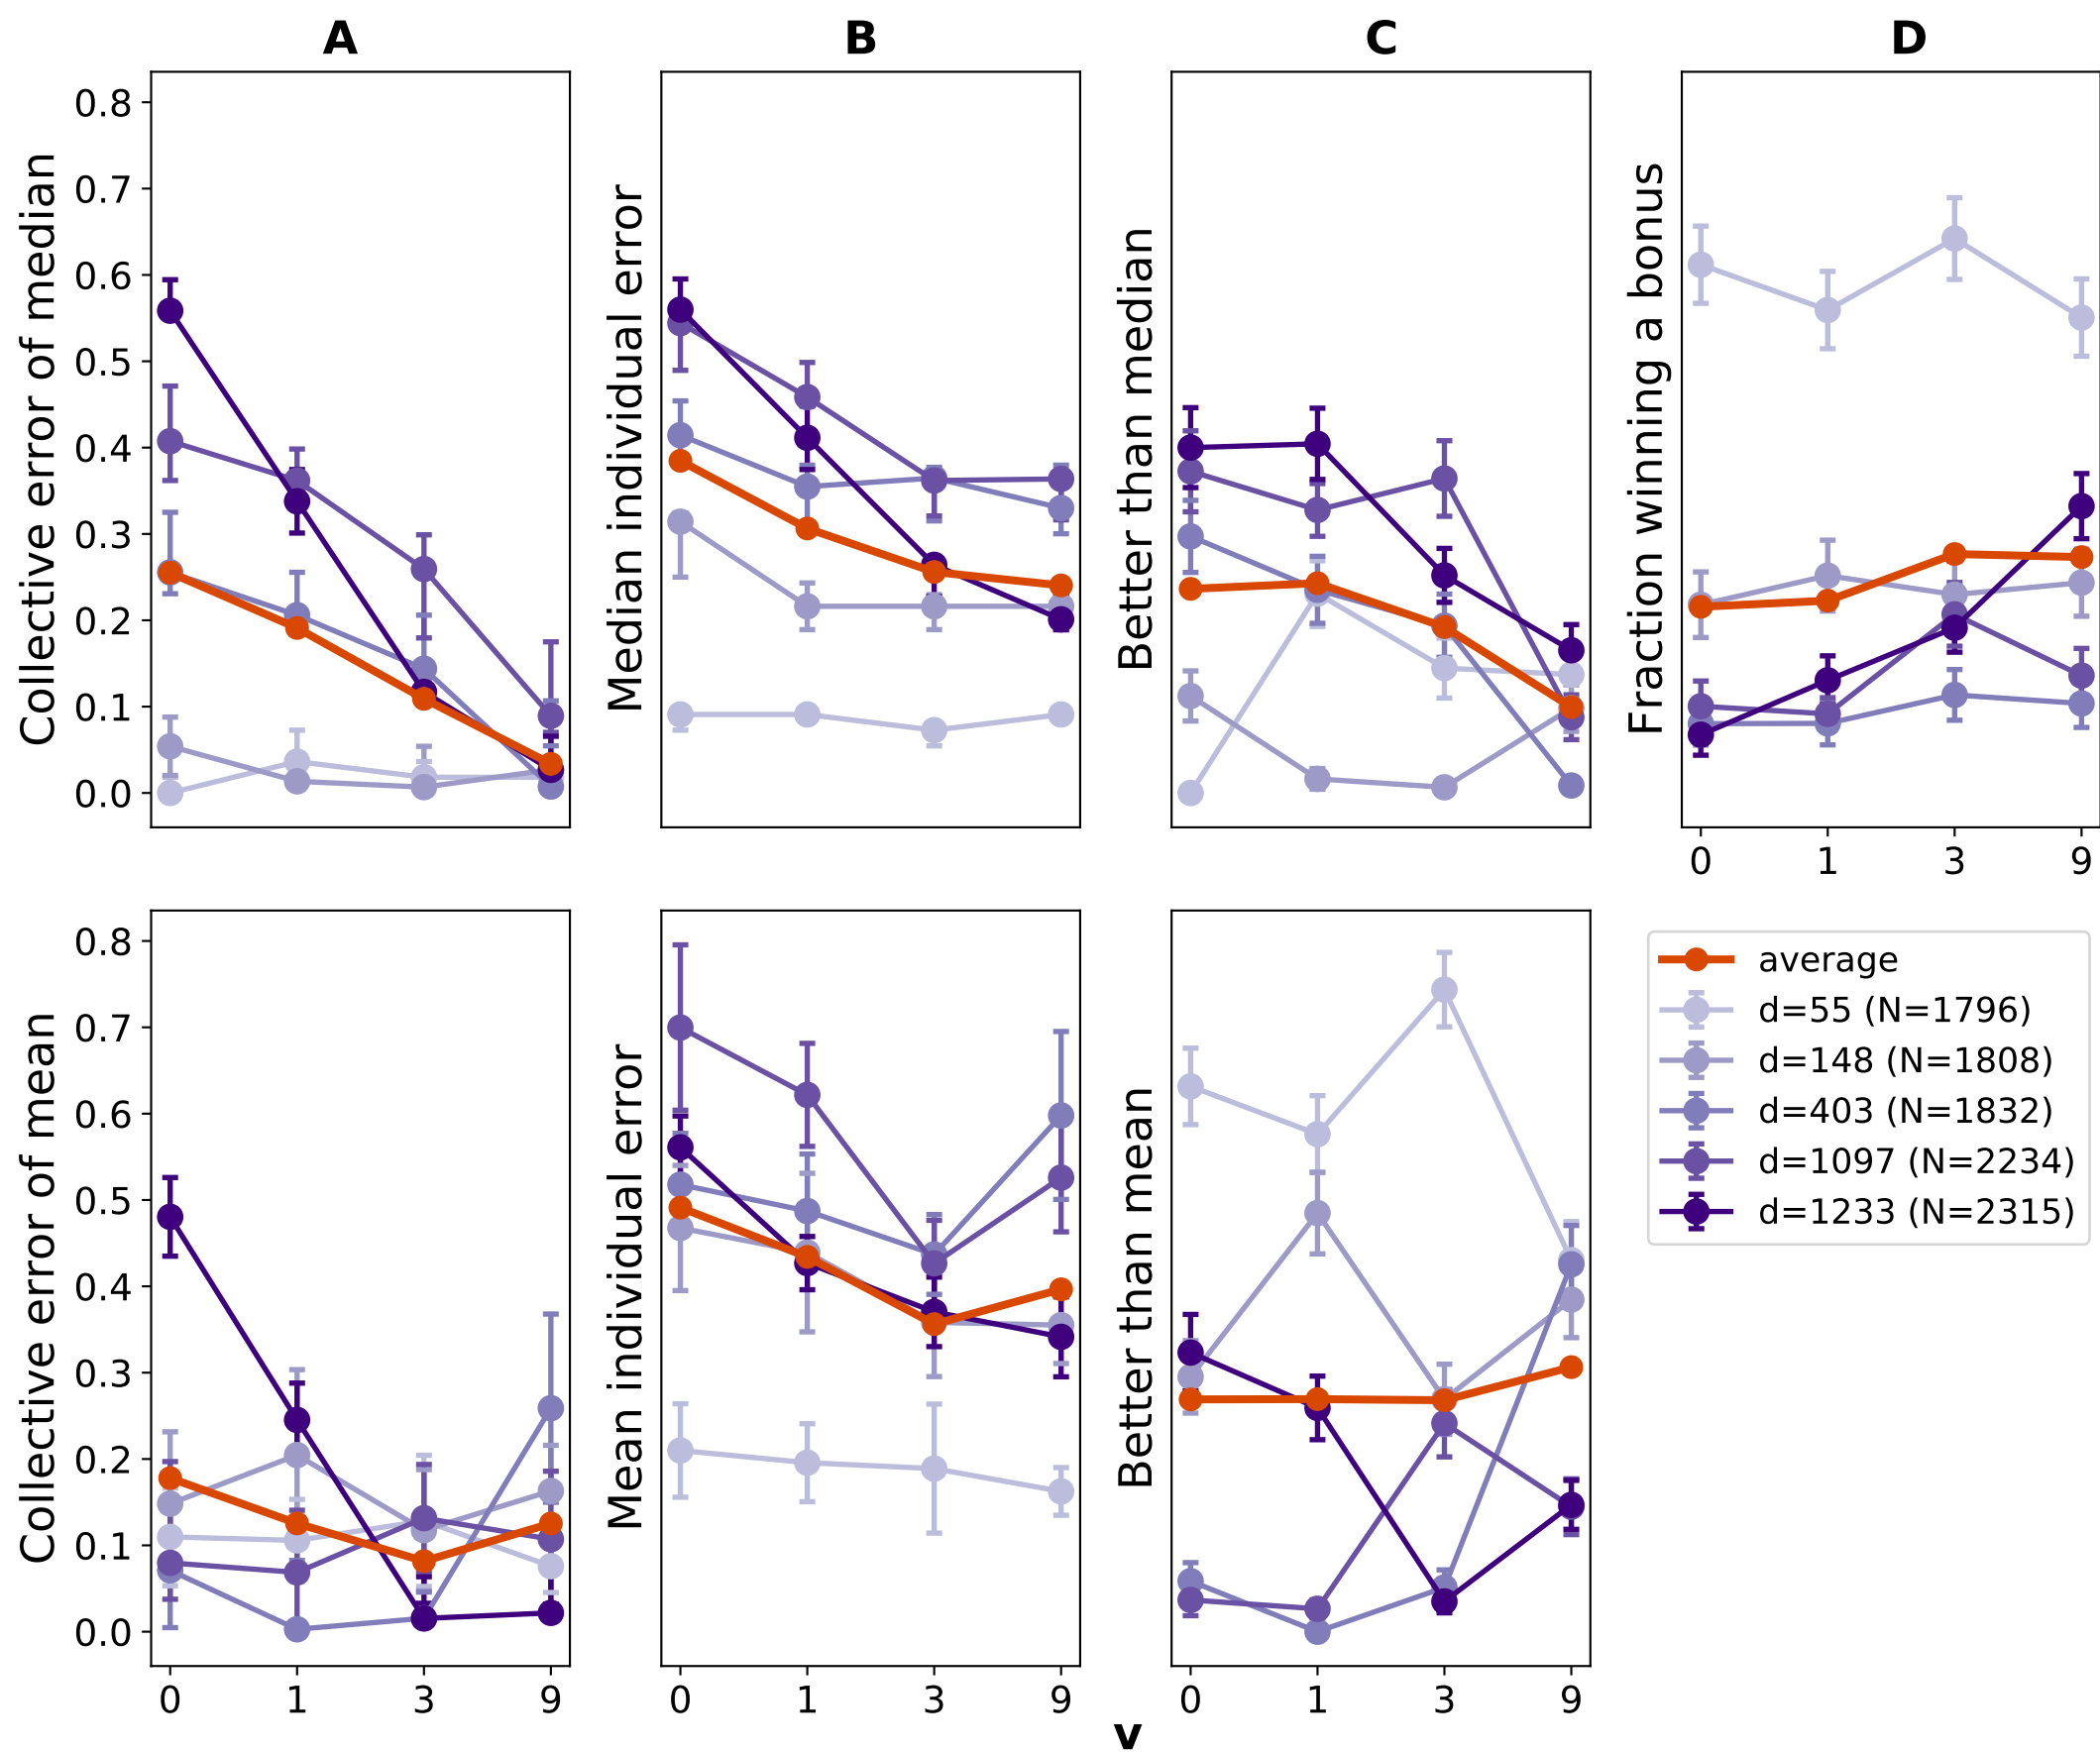 A
B
C
D
Collective error of median
0.8
0.7
0.6
0.5
0.4
0.3
0.2
0.1
0.0
Median individual error
Better than median
Fraction winning a bonus
0 1 3 9
Collective error of mean
0.8
0.7
0.6
0.5
0.4
0.3
0.2
0.1
0.0
0 1 3 9
Mean individual error
0 1 3 9
Better than mean
0 1 3 9
average
d=55 (N=1796)
d=148 (N=1808)
d=403 (N=1832)
d=1097 (N=2234)
d=1233 (N=2315)
v